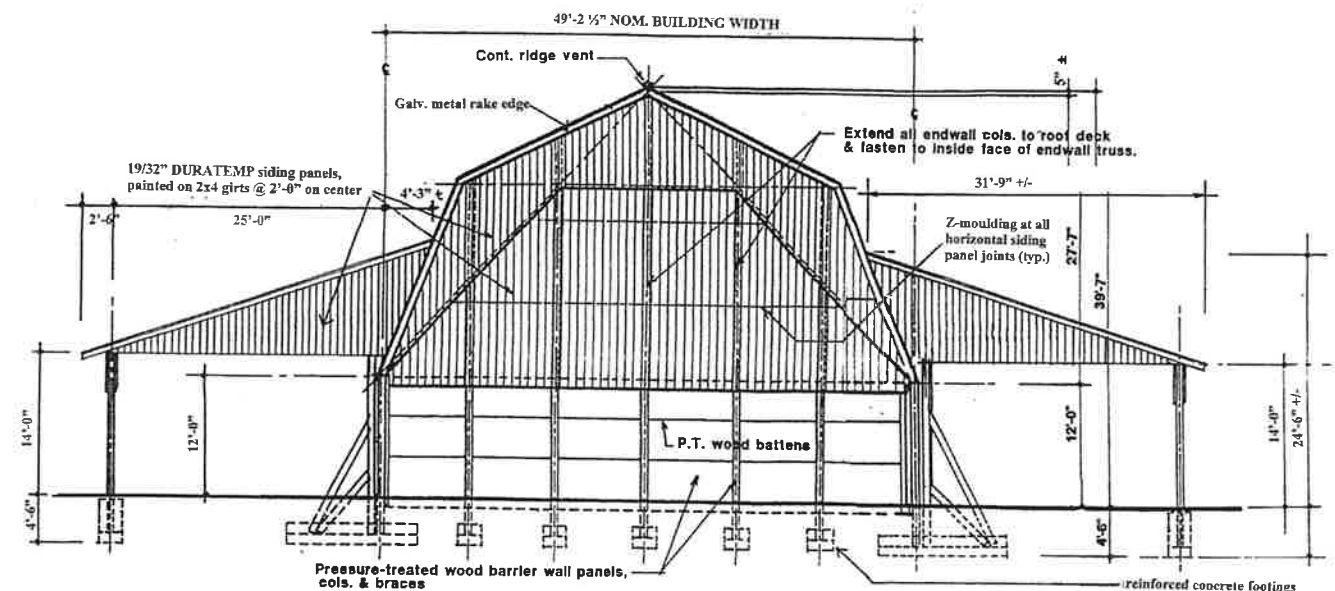 49'-2 ½" NOM. BUILDING WIDTH
Cont. ridge vent
5" ±
℄
℄
Galv. metal rake edge
Extend all endwall cols. to roof deck
& fasten to inside face of endwall truss.
19/32" DURATEMP siding panels,
painted on 2x4 girts @ 2'-0" on center
4'-3" ±
31'-9" +/-
2'-6"
25'-0"
Z-moulding at all
horizontal siding
panel joints (typ.)
27'-7"
39'-7"
14'-0"
12'-0"
12'-0"
14'-0"
24'-6" +/-
P.T. wood battens
4'-6"
4'-6"
Pressure-treated wood barrier wall panels,
cols. & braces
reinforced concrete footings